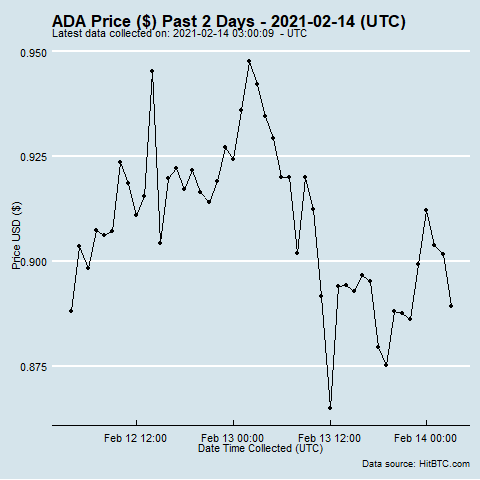 ADA Price ($) Past 2 Days - 2021-02-14 (UTC)
Latest data collected on: 2021-02-14 03:00:09  - UTC
0.950
0.925
0.900
0.875
Price USD ($)
Feb 12 12:00 Feb 13 00:00 Feb 13 12:00 Feb 14 00:00
Date Time Collected (UTC)
Data source: HitBTC.com